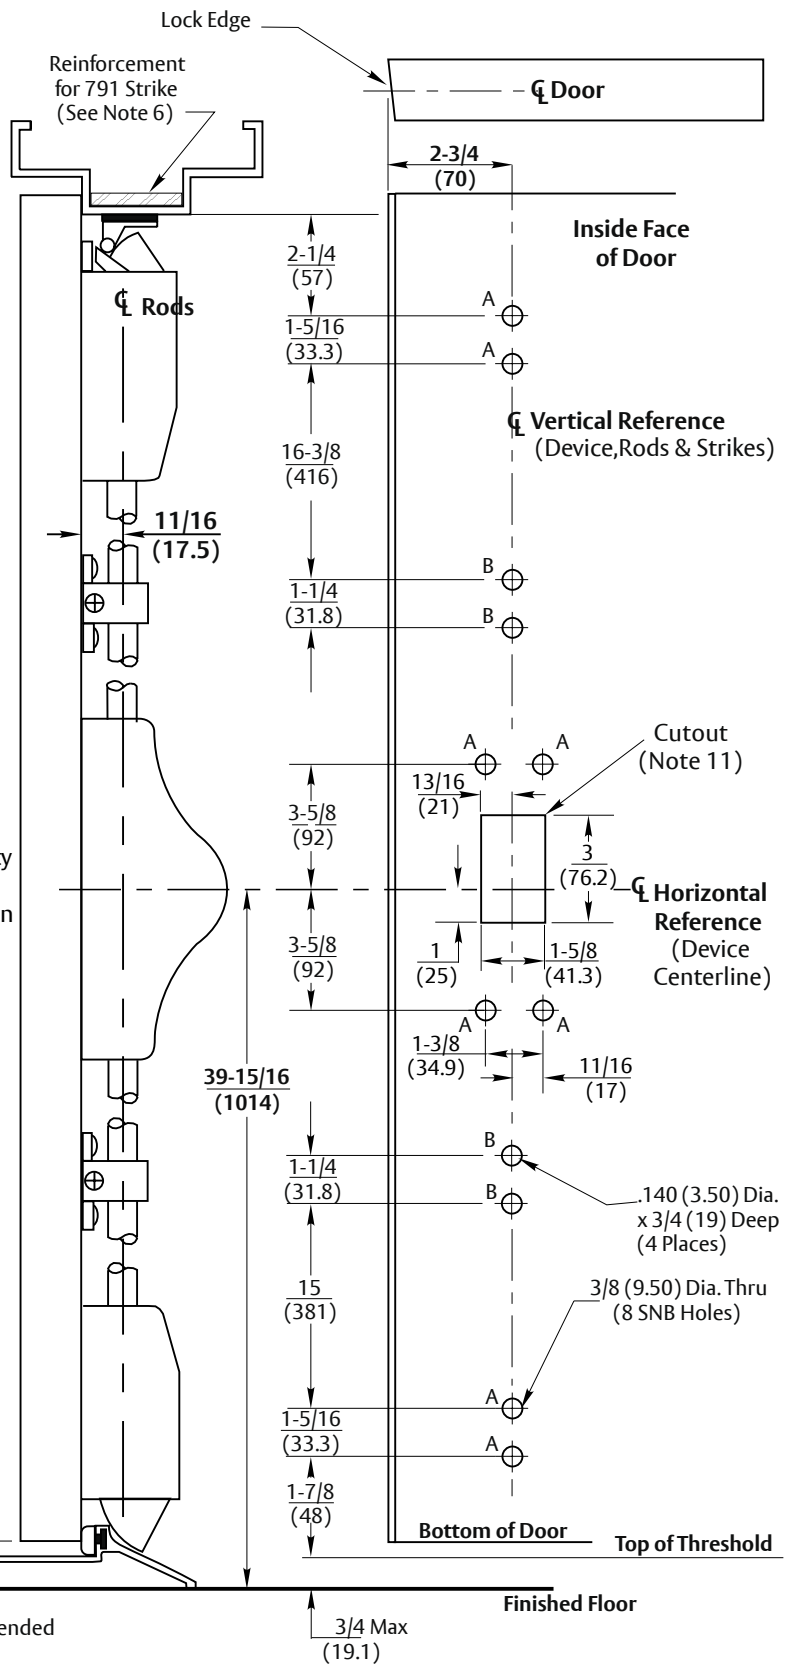 Lock Edge
Reinforcement
for 791 Strike
(See Note 6)
℄ Door
2-3/4
(70)
Inside Face
of Door
2-1/4
(57)
℄ Rods
A
1-5/16
(33.3)
A
℄ Vertical Reference
(Device,Rods & Strikes)
16-3/8
(416)
11/16
(17.5)
B
1-1/4
(31.8)
B
Cutout
(Note 11)
A
A
13/16
(21)
3-5/8
(92)
3
(76.2)
ty
n
℄ Horizontal
Reference
(Device
Centerline)
3-5/8
(92)
1
(25)
1-5/8
(41.3)
A
A
1-3/8
(34.9)
11/16
(17)
39-15/16
(1014)
B
1-1/4
(31.8)
B
.140 (3.50) Dia.
x 3/4 (19) Deep
(4 Places)
15
(381)
3/8 (9.50) Dia. Thru
(8 SNB Holes)
A
1-5/16
(33.3)
A
1-7/8
(48)
Bottom of Door
Top of Threshold
Finished Floor
ended
3/4 Max
(19.1)